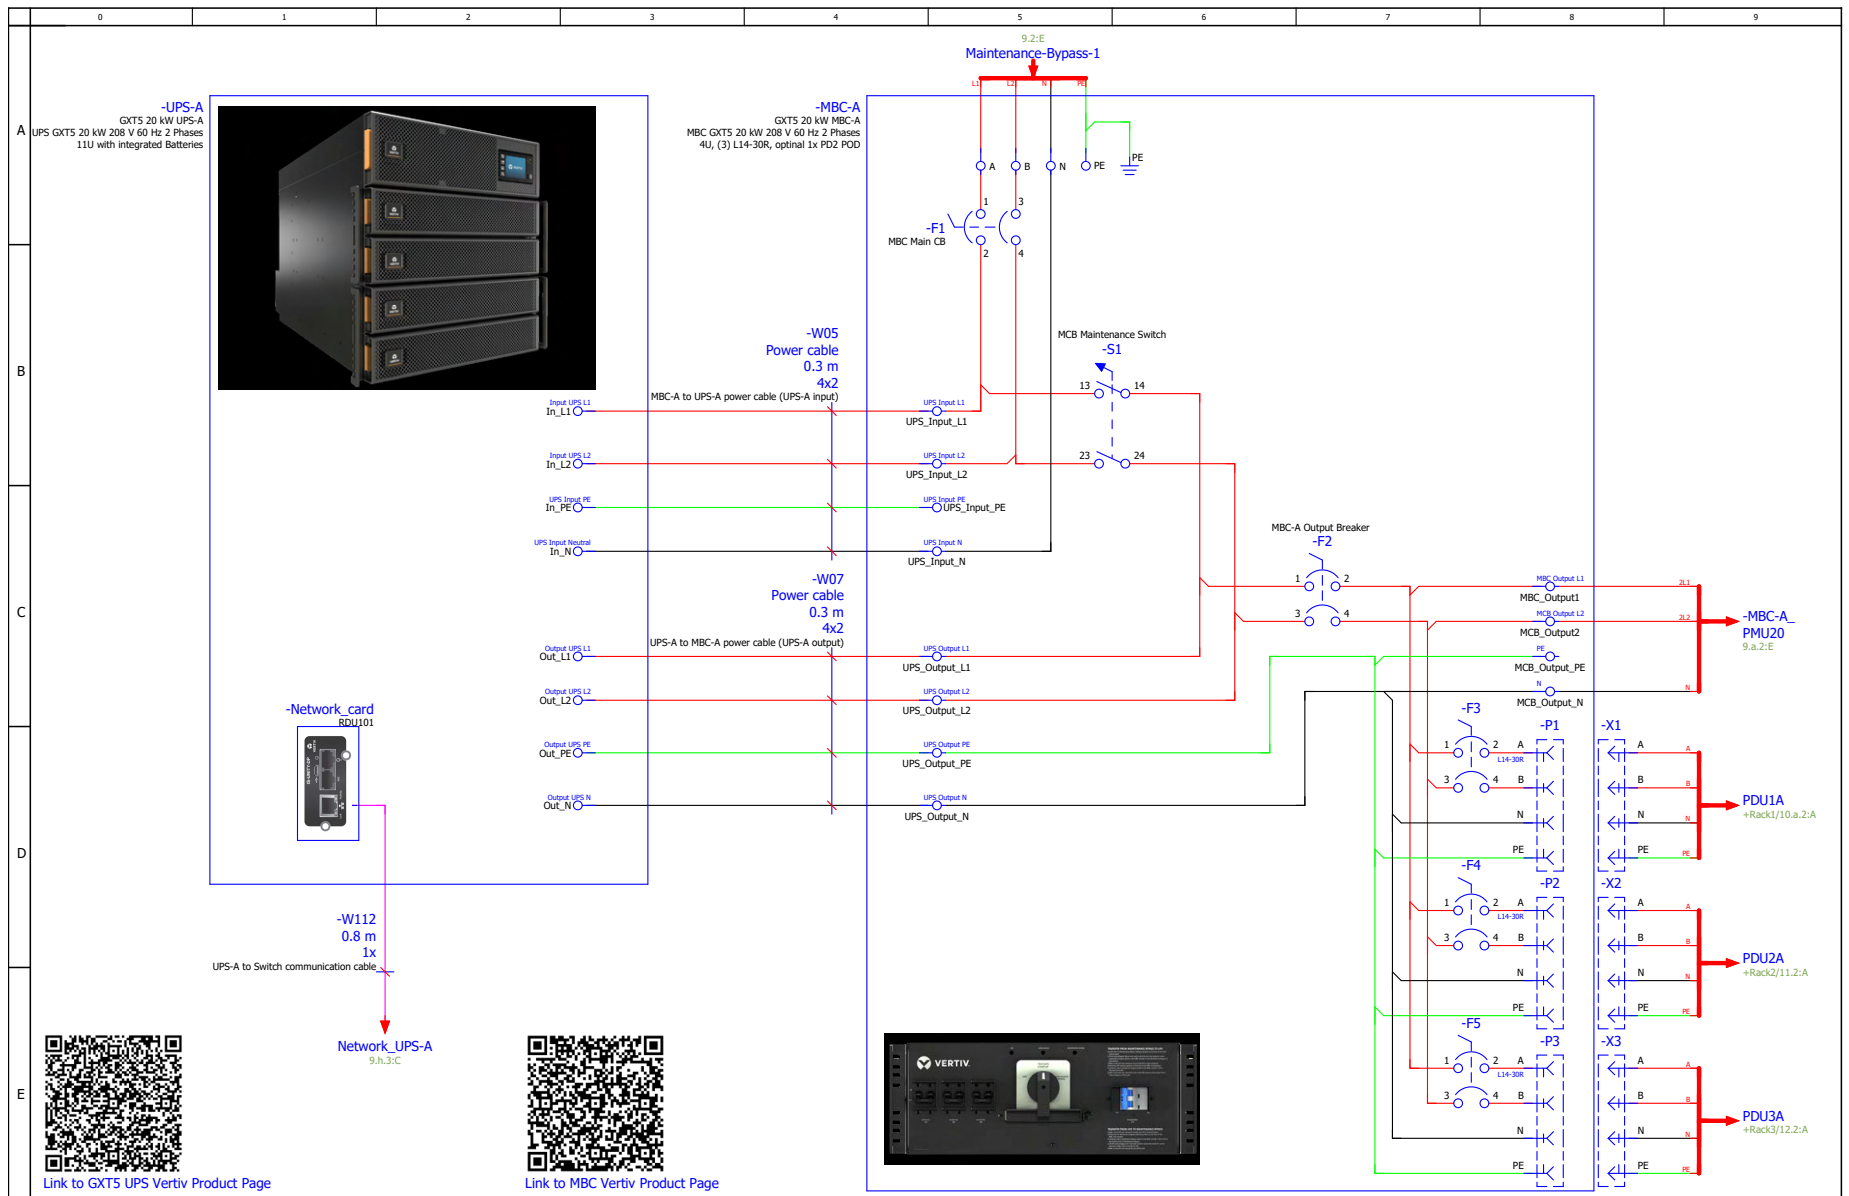 0 1 2 3 4 5 6 7 8 9
A
B
C
D
E
9.2:E
Maintenance-Bypass-1
L1 L2 N PE
-UPS-A
GXT5 20 kW UPS-A
UPS GXT5 20 kW 208 V 60 Hz 2 Phases
11U with integrated Batteries
-MBC-A
GXT5 20 kW MBC-A
MBC GXT5 20 kW 208 V 60 Hz 2 Phases
4U, (3) L14-30R, optinal 1x PD2 POD
A B N PE PE
-F1
MBC Main CB
1 3
2 4
-W05
Power cable
0.3 m
4x2
MBC-A to UPS-A power cable (UPS-A input)
MCB Maintenance Switch
-S1
13 14
23 24
Input UPS L1
In_L1
UPS Input L1
UPS_Input_L1
Input UPS L2
In_L2
UPS Input L2
UPS_Input_L2
UPS Input PE
In_PE
UPS Input PE
UPS_Input_PE
UPS Input Neutral
In_N
UPS Input N
UPS_Input_N
-W07
Power cable
0.3 m
4x2
UPS-A to MBC-A power cable (UPS-A output)
Output UPS L1
Out_L1
UPS Output L1
UPS_Output_L1
Output UPS L2
Out_L2
UPS Output L2
UPS_Output_L2
Output UPS PE
Out_PE
UPS Output PE
UPS_Output_PE
Output UPS N
Out_N
UPS Output N
UPS_Output_N
MBC-A Output Breaker
-F2
1 2
3 4
MBC Output L1
MBC_Output1
MCB Output L2
MCB_Output2
PE
MCB_Output_PE
N
MCB_Output_N
2L1
2L2
N
-MBC-A_
PMU20
9.a.2:E
-Network_card
RDU101
-W112
0.8 m
1x
UPS-A to Switch communication cable
Network_UPS-A
9.h.3:C
-F3 -P1 -X1
1 2 A A A
L14-30R
3 4 B B B
N N N
PE PE PE
PDU1A
+Rack1/10.a.2:A
-F4 -P2 -X2
1 2 A A A
L14-30R
3 4 B B B
N N N
PE PE PE
PDU2A
+Rack2/11.2:A
-F5 -P3 -X3
1 2 A A A
L14-30R
3 4 B B B
N N N
PE PE PE
PDU3A
+Rack3/12.2:A
VERTIV
Link to GXT5 UPS Vertiv Product Page
Link to MBC Vertiv Product Page